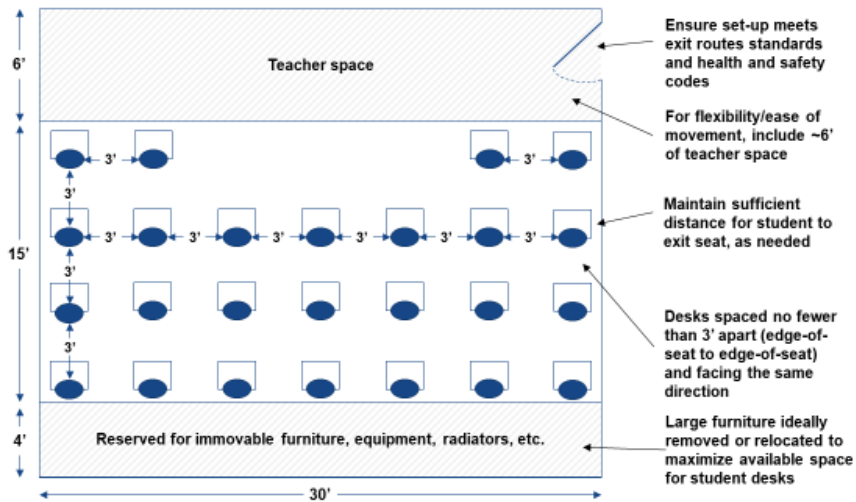 6'
Teacher space
Ensure set-up meets
exit routes standards
and health and safety
codes
For flexibility/ease of
movement, include ~6'
of teacher space
3'
3'
3'
15'
3'
3'
3'
3'
3'
3'
3'
3'
Maintain sufficient
distance for student to
exit seat, as needed
Desks spaced no fewer
than 3' apart (edge-of-
seat to edge-of-seat)
and facing the same
direction
4'
Reserved for immovable furniture, equipment, radiators, etc.
Large furniture ideally
removed or relocated to
maximize available space
for student desks
30'